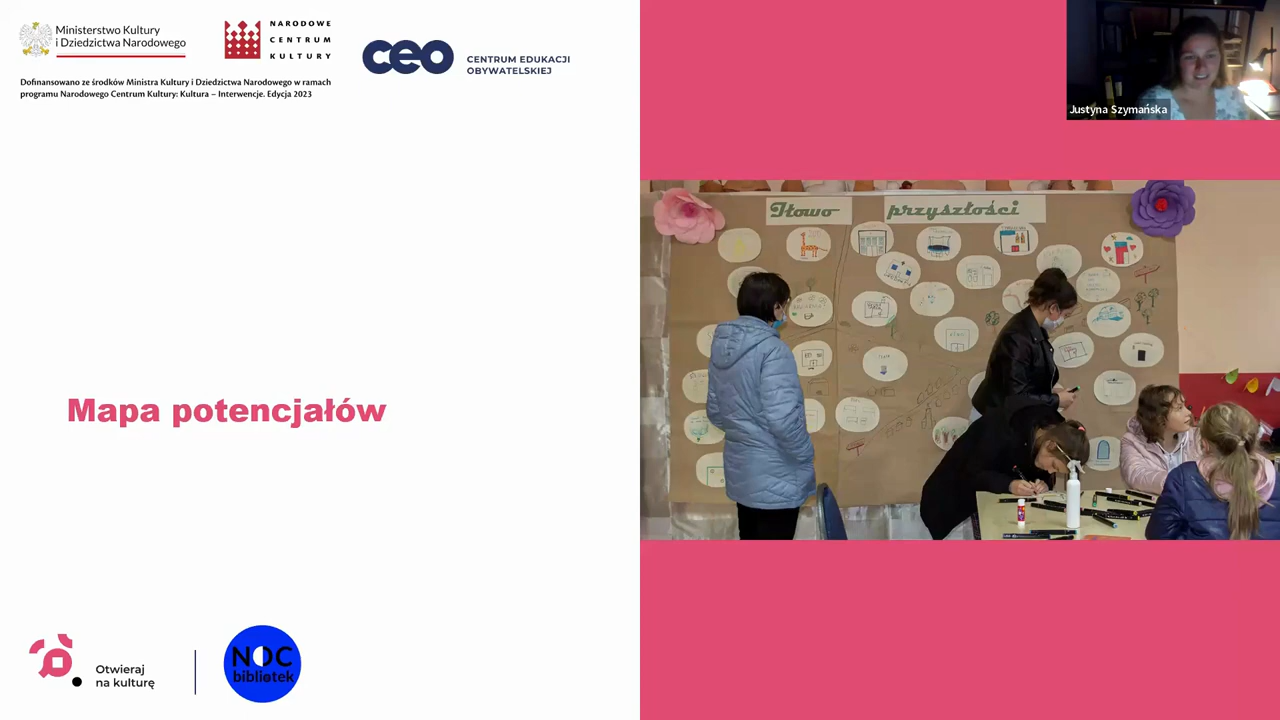 Ministerstwo Kultury
i Dziedzictwa Narodowego
NARODOWE
CENTRUM
KULTURY
ceo
CENTRUM EDUKACJI
OBYWATELSKIEJ
Dofinansowano ze środków Ministra Kultury i Dziedzictwa Narodowego w ramach
programu Narodowego Centrum Kultury: Kultura – Interwencje. Edycja 2023
Justyna Szymańska
Iłowo przyszłości
Mapa potencjałów
Otwieraj
na kulturę
NOC
bibliotek